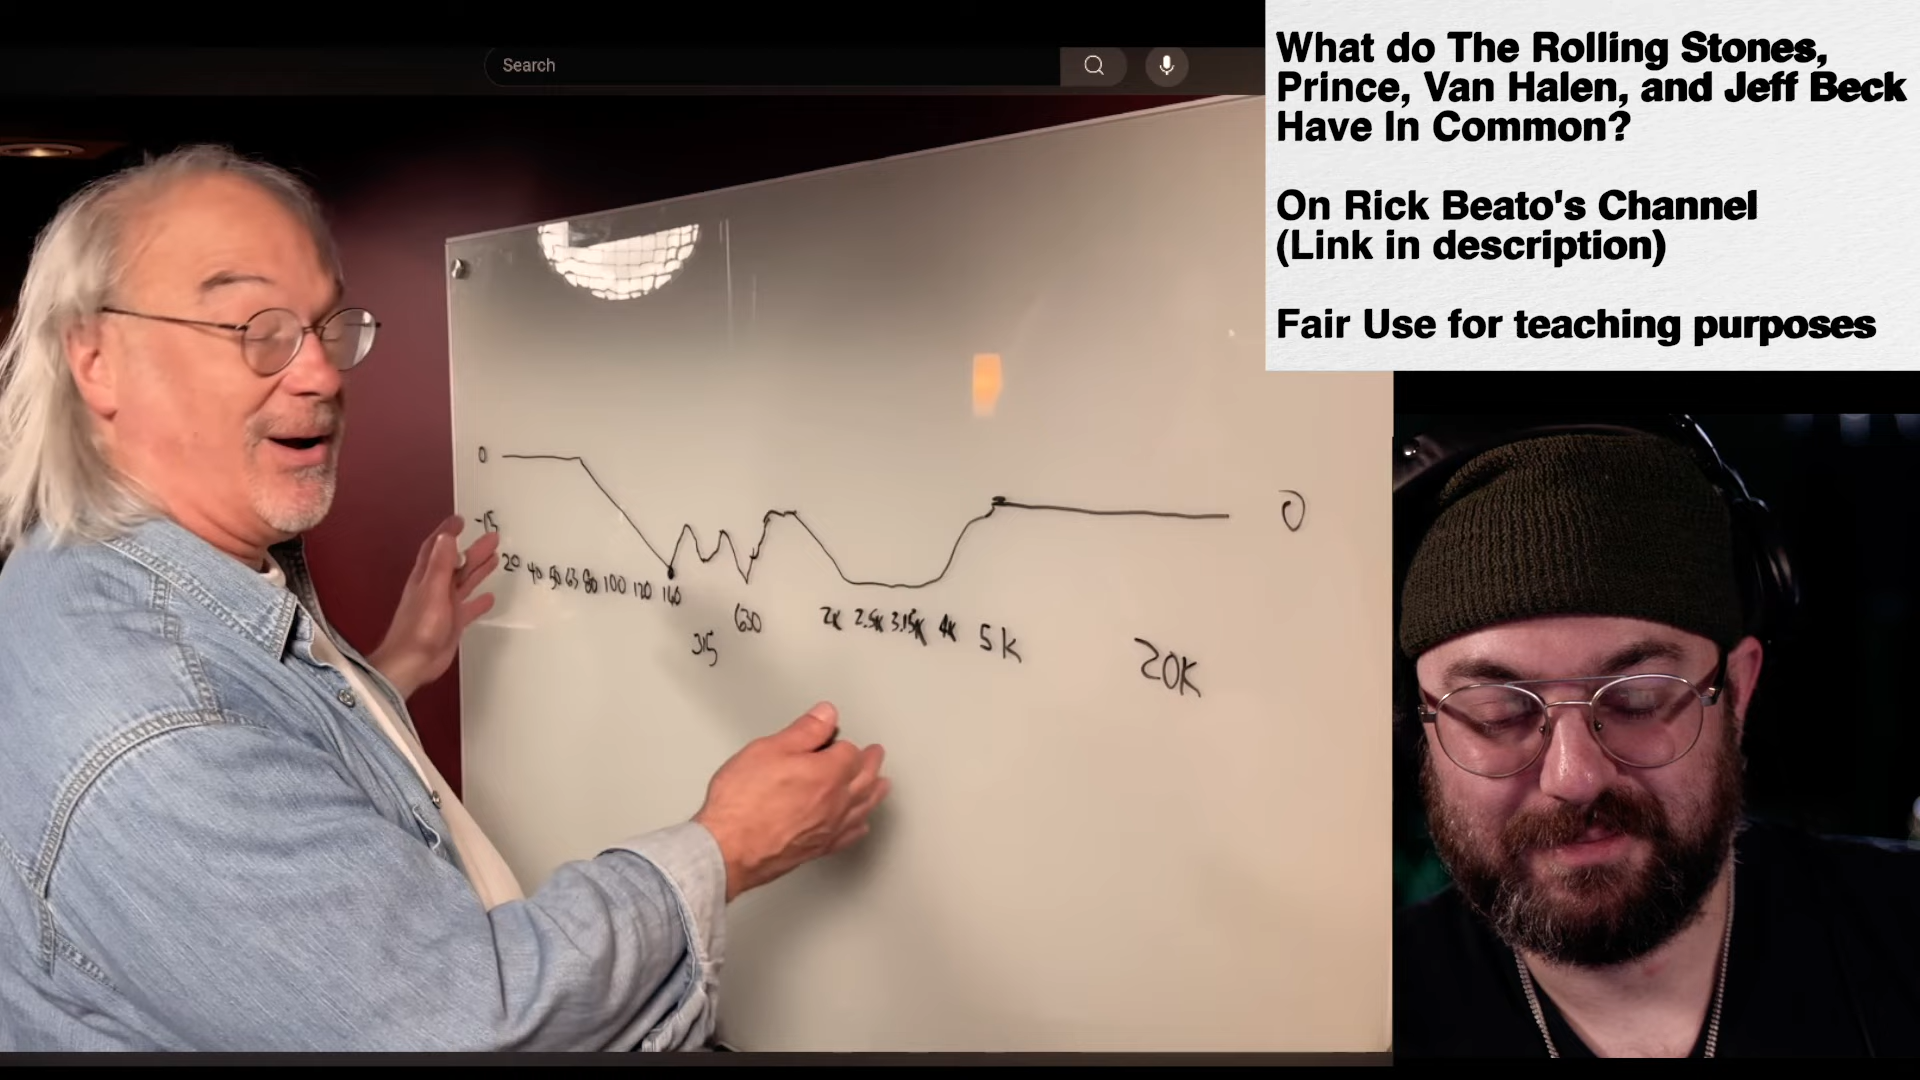 Search
What do The Rolling Stones,
Prince, Van Halen, and Jeff Beck
Have In Common?
On Rick Beato's Channel
(Link in description)
Fair Use for teaching purposes
0
-15
20 40 50 63 80 100 120 160
315
630
2K 2.5K 3.15K 4K 5K
20K
0